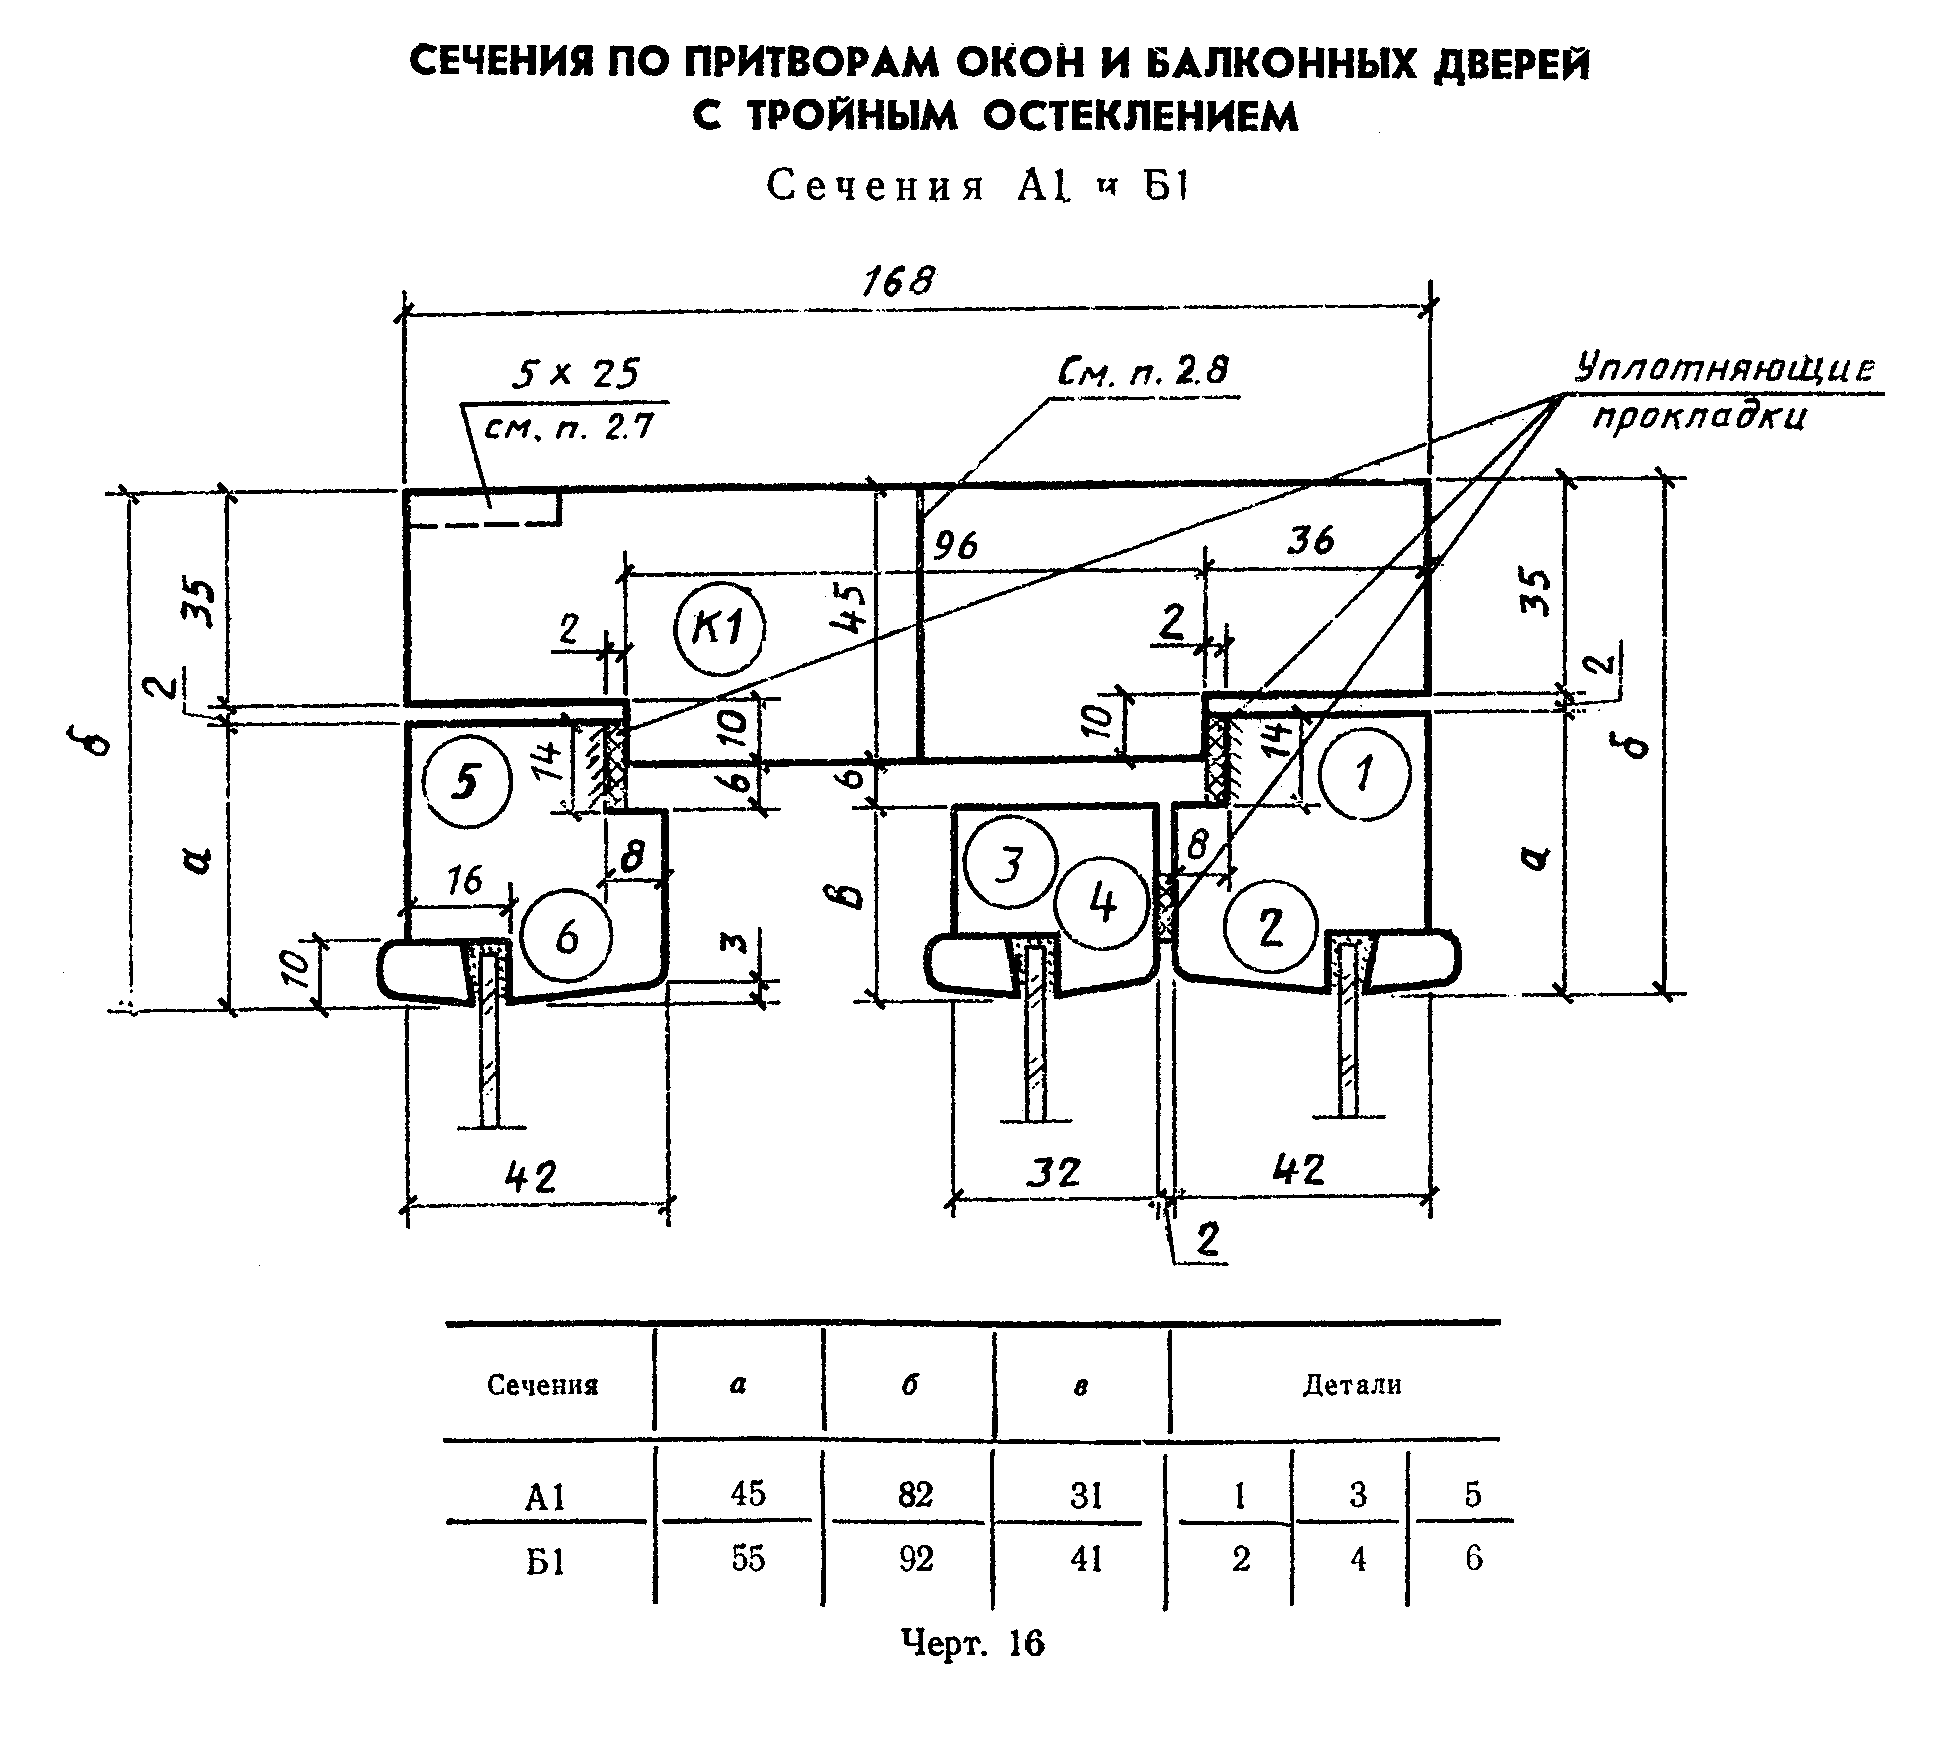 СЕЧЕНИЯ ПО ПРИТВОРАМ ОКОН И БАЛКОННЫХ ДВЕРЕЙ
С ТРОЙНЫМ ОСТЕКЛЕНИЕМ
Сечения А1 и Б1
168
5 × 25
см. п. 2.7
См. п. 2.8
Уплотняющие
прокладки
96
36
35
45
35
2
К1
2
2
2
10
10
б
14
14
б
5
6
6
1
а
8
3
8
а
16
в
4
6
2
10
3
42
32
42
2
Сечения а б в Детали
А1 45 82 31 1 3 5
Б1 55 92 41 2 4 6
Черт. 16